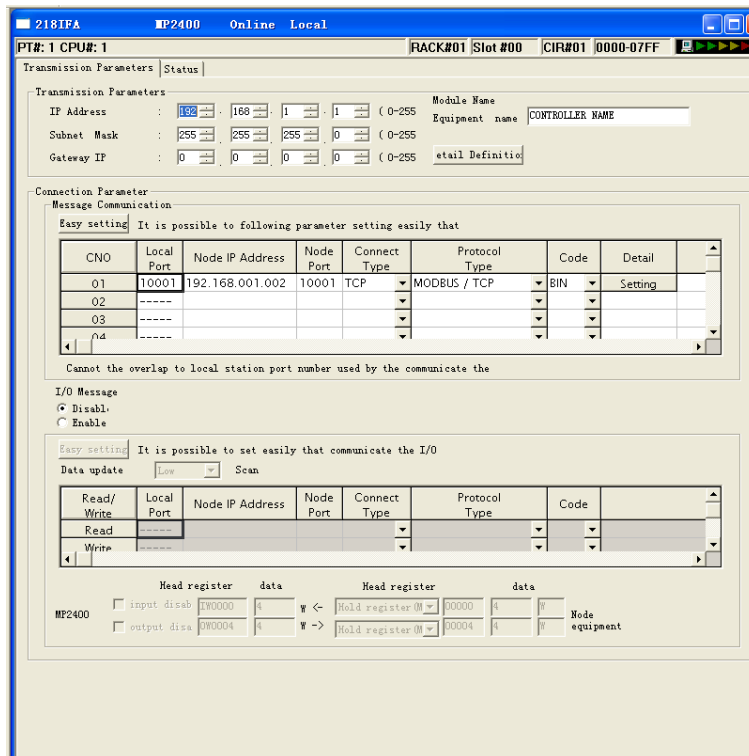 218IFA MP2400 Online Local
PT#: 1 CPU#: 1 RACK#01 Slot #00 CIR#01 0000-07FF
Transmission Parameters Status
Transmission Parameters
IP Address : 192 . 168 . 1 . 1 ( 0-255
Subnet Mask : 255 . 255 . 255 . 0 ( 0-255
Gateway IP : 0 . 0 . 0 . 0 ( 0-255
Module Name
Equipment name CONTROLLER NAME
etail Definitio
Connection Parameter
Message Communication
Easy setting It is possible to following parameter setting easily that
CNO Local Port Node IP Address Node Port Connect Type Protocol Type Code Detail
01 10001 192.168.001.002 10001 TCP MODBUS / TCP BIN Setting
02 -----
03 -----
04 -----
Cannot the overlap to local station port number used by the communicate the
I/O Message
Disabl
Enable
Easy setting It is possible to set easily that communicate the I/O
Data update Low Scan
Read/ Write Local Port Node IP Address Node Port Connect Type Protocol Type Code
Read -----
Write -----
Head register data Head register data
MP2400 input disab IW0000 4 W <- Hold register (M 00000 4 W Node
output disa OW0004 4 W -> Hold register (M 00004 4 W equipment